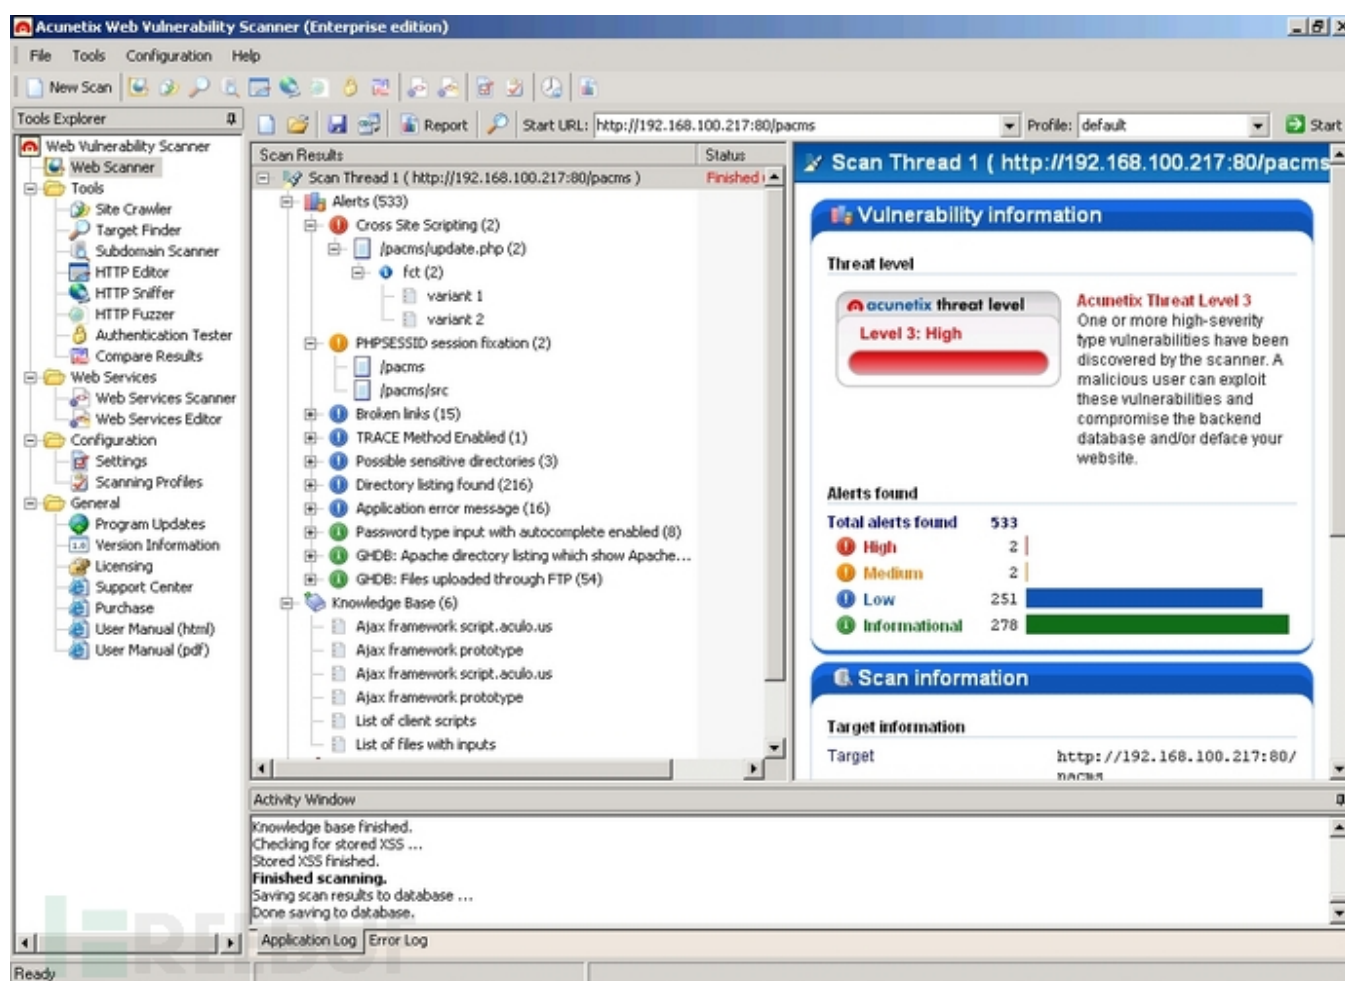 Acunetix Web Vulnerability Scanner (Enterprise edition)
File Tools Configuration Help
New Scan
Tools Explorer
Report
Start URL: http://192.168.100.217:80/pacms
Profile: default
Start
Web Vulnerability Scanner
Web Scanner
Tools
Site Crawler
Target Finder
Subdomain Scanner
HTTP Editor
HTTP Sniffer
HTTP Fuzzer
Authentication Tester
Compare Results
Web Services
Web Services Scanner
Web Services Editor
Configuration
Settings
Scanning Profiles
General
Program Updates
1.0 Version Information
Licensing
Support Center
Purchase
User Manual (html)
User Manual (pdf)
Scan Results Status
Scan Thread 1 ( http://192.168.100.217:80/pacms ) Finished
Alerts (533)
Cross Site Scripting (2)
/pacms/update.php (2)
fct (2)
variant 1
variant 2
PHPSESSID session fixation (2)
/pacms
/pacms/src
Broken links (15)
TRACE Method Enabled (1)
Possible sensitive directories (3)
Directory listing found (216)
Application error message (16)
Password type input with autocomplete enabled (8)
GHDB: Apache directory listing which show Apache...
GHDB: Files uploaded through FTP (54)
Knowledge Base (6)
Ajax framework script.aculo.us
Ajax framework prototype
Ajax framework script.aculo.us
Ajax framework prototype
List of client scripts
List of files with inputs
Scan Thread 1 ( http://192.168.100.217:80/pacms
Vulnerability information
Threat level
acunetix threat level
Level 3: High
Acunetix Threat Level 3
One or more high-severity
type vulnerabilities have been
discovered by the scanner. A
malicious user can exploit
these vulnerabilities and
compromise the backend
database and/or deface your
website.
Alerts found
Total alerts found 533
High 2
Medium 2
Low 251
Informational 278
Scan information
Target information
Target http://192.168.100.217:80/
pacms
Activity Window
Knowledge base finished.
Checking for stored XSS ...
Stored XSS finished.
Finished scanning.
Saving scan results to database ...
Done saving to database.
Application Log Error Log
REEBUF
Ready